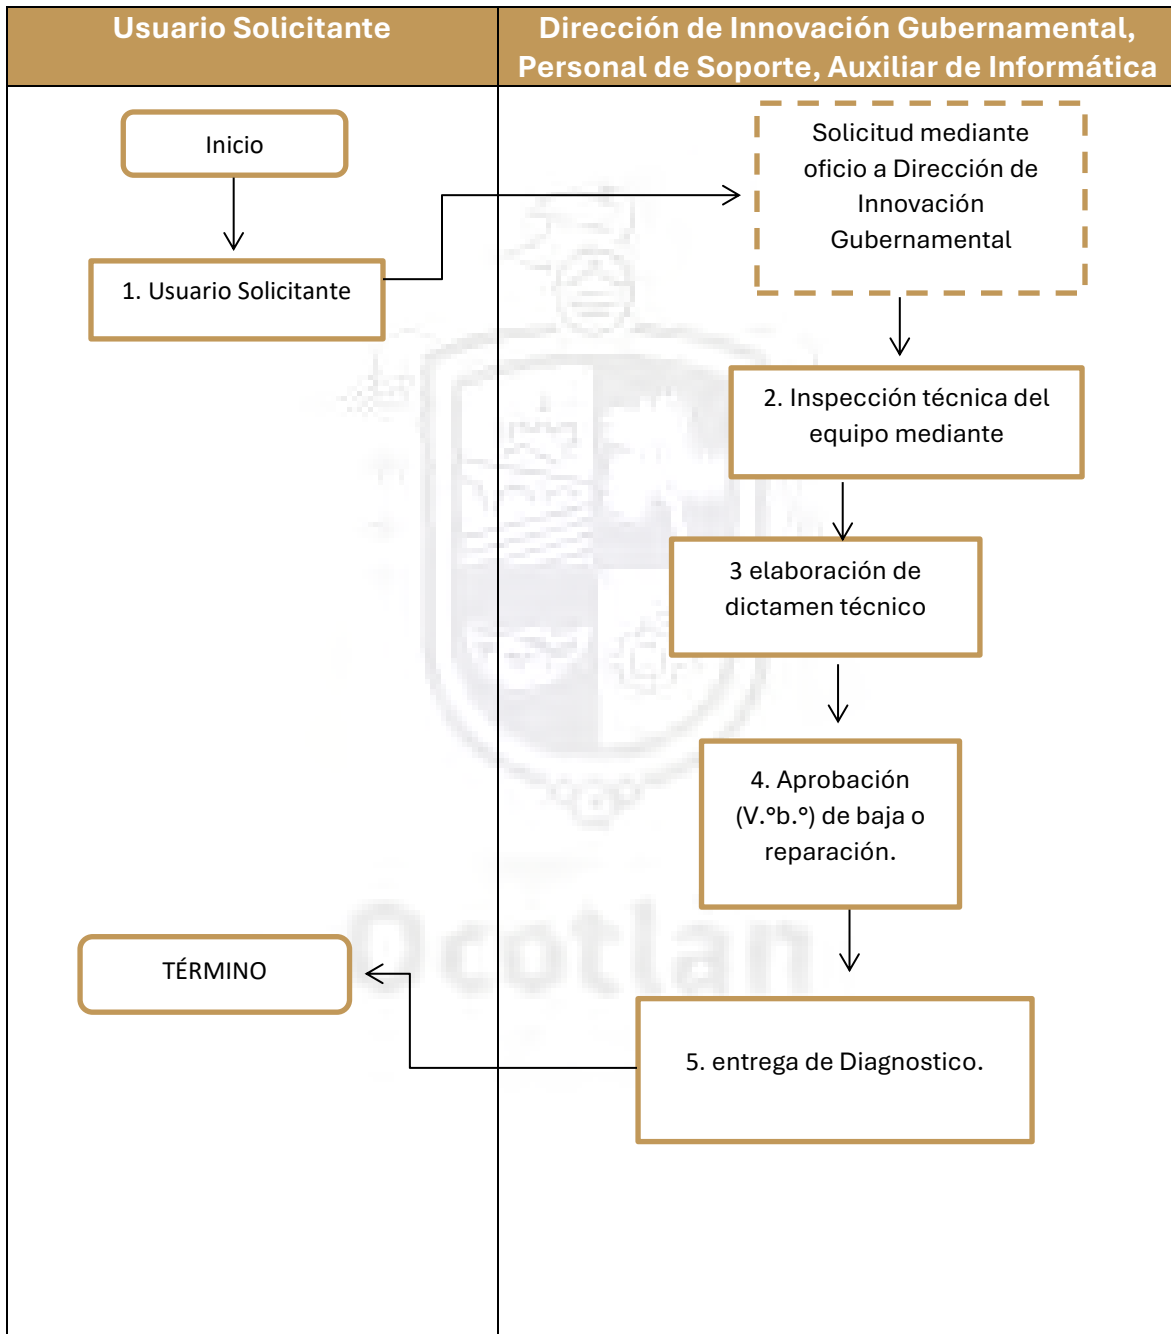 Usuario Solicitante
Dirección de Innovación Gubernamental,
Personal de Soporte, Auxiliar de Informática
Inicio
Solicitud mediante
oficio a Dirección de
Innovación
Gubernamental
1. Usuario Solicitante
2. Inspección técnica del
equipo mediante
3 elaboración de
dictamen técnico
4. Aprobación
(V.°b.°) de baja o
reparación.
TÉRMINO
5. entrega de Diagnostico.
Ocotlan